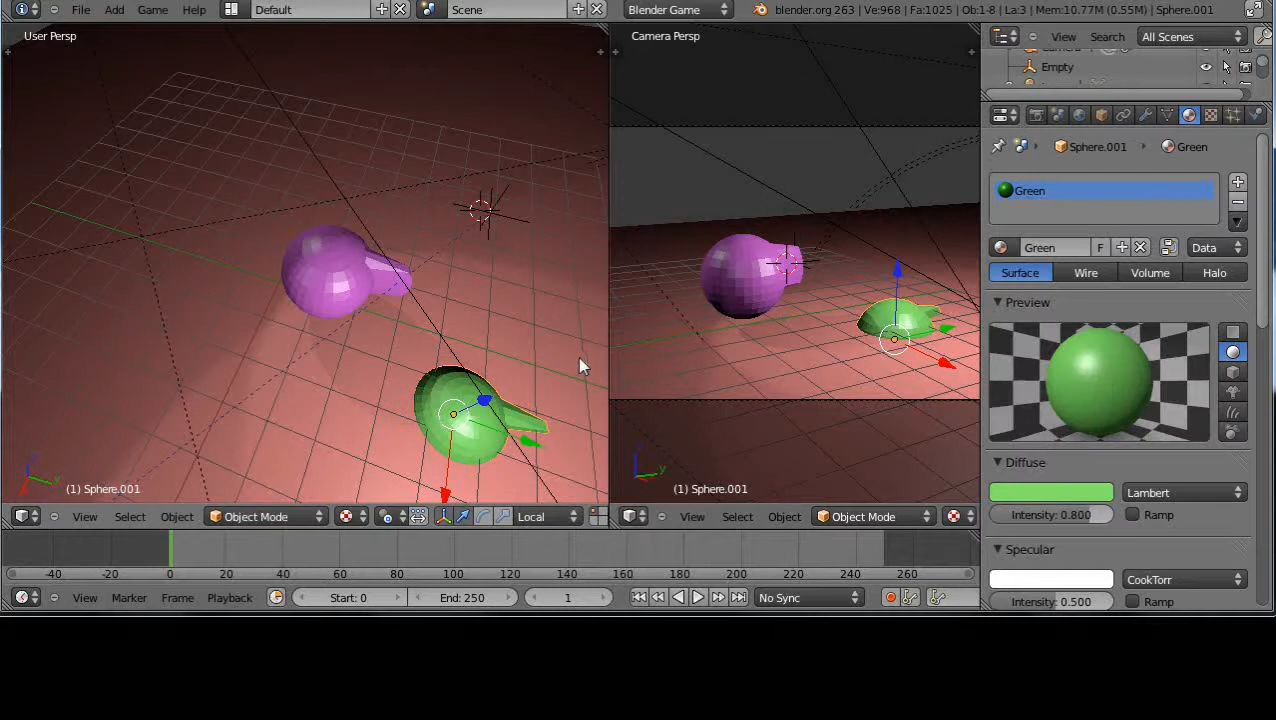 File Add Game Help Default Scene Blender Game blender.org 263 | Ve:968 | Fa:1025 | Ob:1-8 | La:3 | Mem:10.77M (0.55M) | Sphere.001
User Persp
Camera Persp
View Search All Scenes
Empty
Sphere.001 Green
Green
Green F Data
Surface Wire Volume Halo
Preview
Diffuse
Lambert
Intensity: 0.800 Ramp
Specular
CookTorr
Intensity: 0.500 Ramp
y
(1) Sphere.001
y
(1) Sphere.001
View Select Object Object Mode Local
View Select Object Object Mode
-40 -20 0 20 40 60 80 100 120 140 160 180 200 220 240 260
View Marker Frame Playback Start: 0 End: 250 1 No Sync